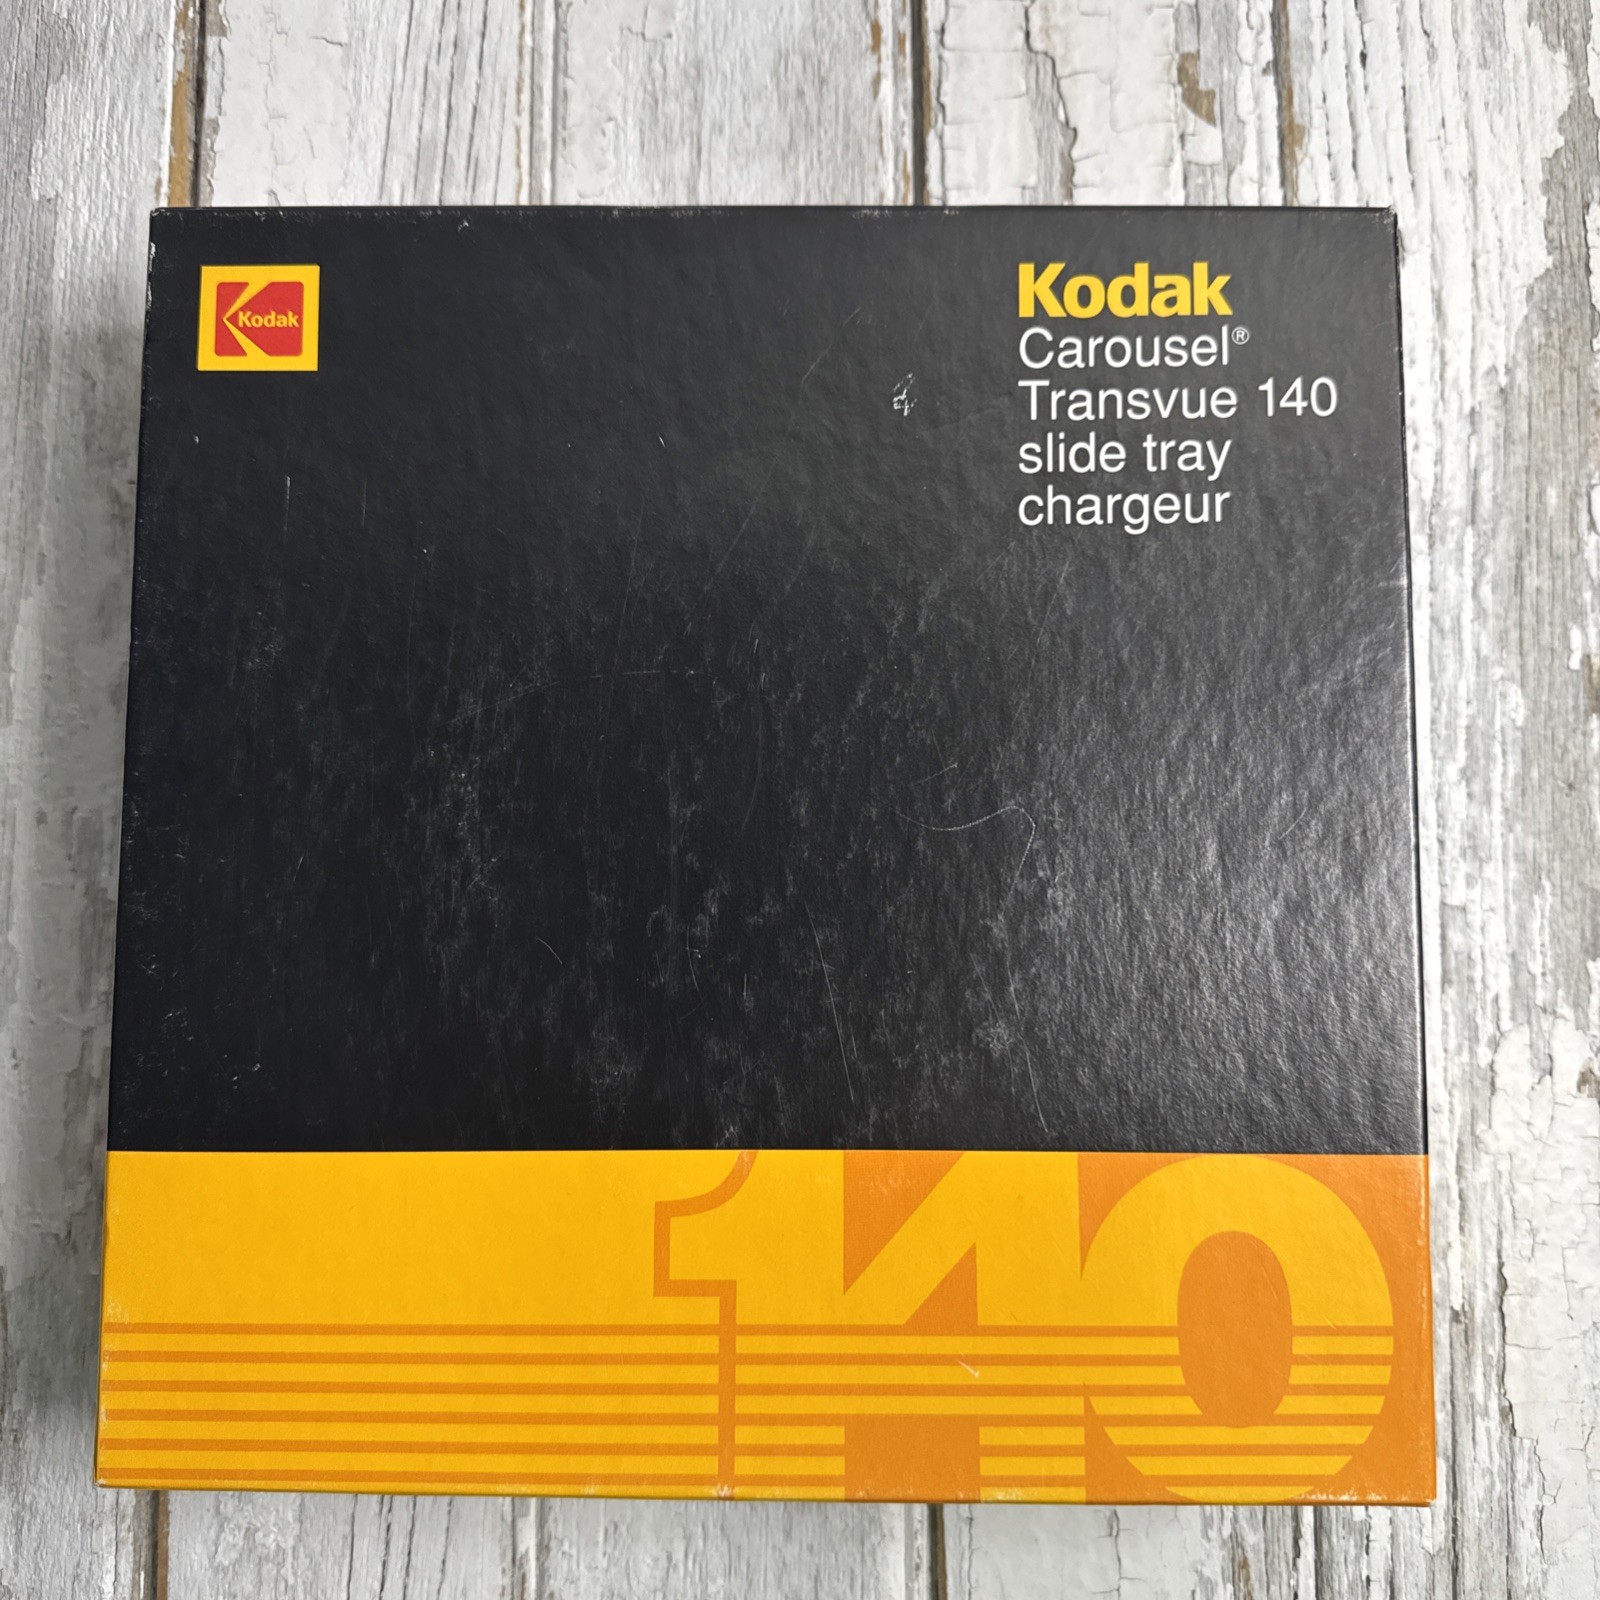 Kodak
Kodak
Carousel®
Transvue 140
slide tray
chargeur
140